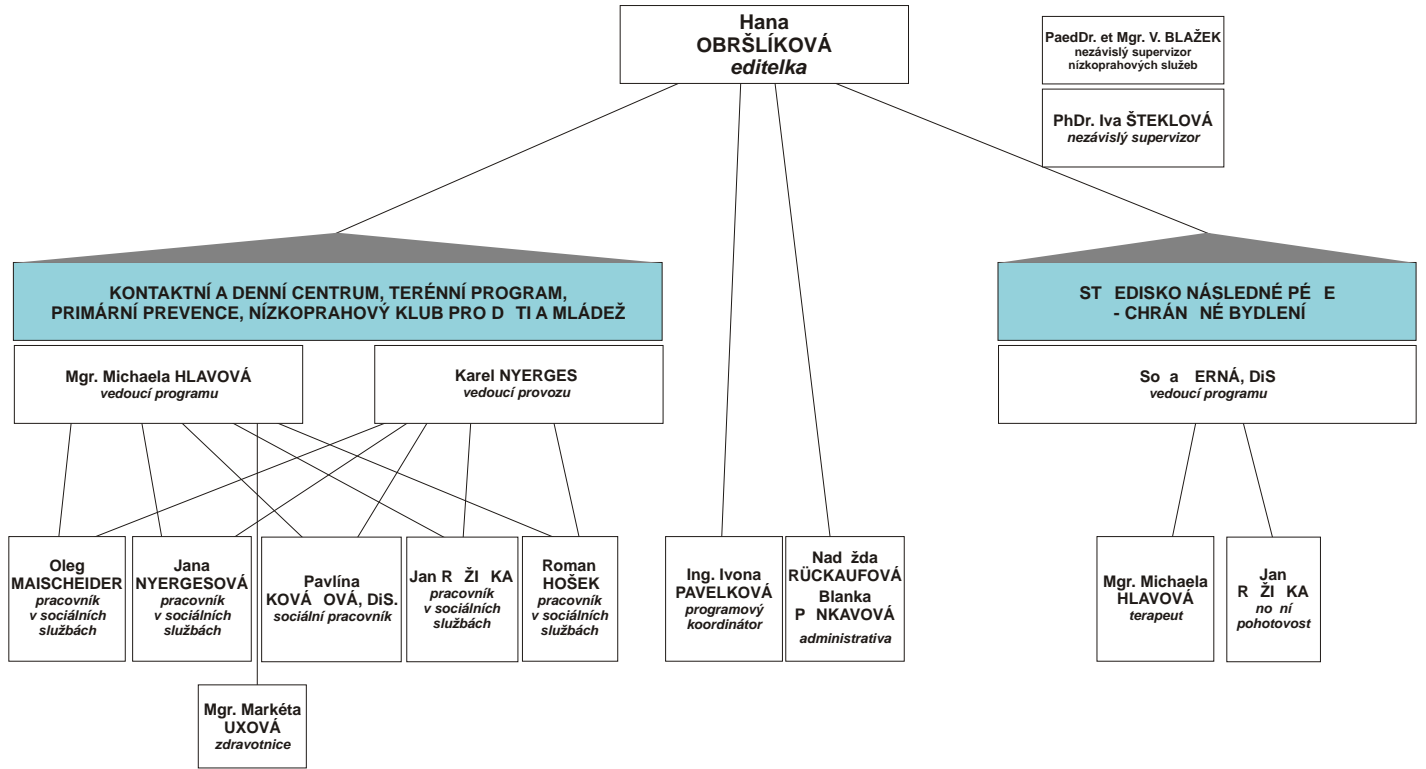 Hana
OBRŠLÍKOVÁ
editelka
PaedDr. et Mgr. V. BLAŽEK
nezávislý supervizor
nízkoprahových služeb
PhDr. Iva ŠTEKLOVÁ
nezávislý supervizor
KONTAKTNÍ A DENNÍ CENTRUM, TERÉNNÍ PROGRAM,
PRIMÁRNÍ PREVENCE, NÍZKOPRAHOVÝ KLUB PRO D TI A MLÁDEŽ
ST EDISKO NÁSLEDNÉ PÉ E
- CHRÁN NÉ BYDLENÍ
Mgr. Michaela HLAVOVÁ
vedoucí programu
Karel NYERGES
vedoucí provozu
So a ERNÁ, DiS
vedoucí programu
Oleg
MAISCHEIDER
pracovník
v sociálních
službách
Jana
NYERGESOVÁ
pracovník
v sociálních
službách
Pavlína
KOVÁ OVÁ, DiS.
sociální pracovník
Jan R ŽI KA
pracovník
v sociálních
službách
Roman
HOŠEK
pracovník
v sociálních
službách
Ing. Ivona
PAVELKOVÁ
programový
koordinátor
Nad žda
RÜCKAUFOVÁ
Blanka
P NKAVOVÁ
administrativa
Mgr. Michaela
HLAVOVÁ
terapeut
Jan
R ŽI KA
no ní
pohotovost
Mgr. Markéta
UXOVÁ
zdravotnice